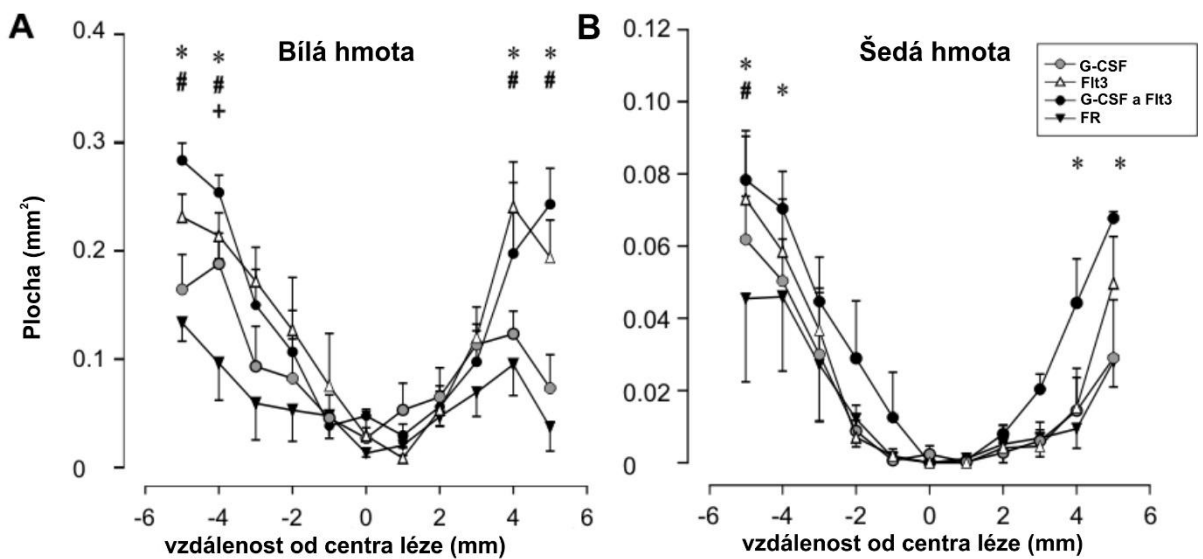 A
Bílá hmota
0.4
0.3
0.2
0.1
0
Plocha (mm²)
* * * *
# # # #
+
-6 -4 -2 0 2 4 6
vzdálenost od centra léze (mm)
B
Šedá hmota
0.12
0.10
0.08
0.06
0.04
0.02
0
* * * *
#
G-CSF
Flt3
G-CSF a Flt3
FR
-6 -4 -2 0 2 4 6
vzdálenost od centra léze (mm)